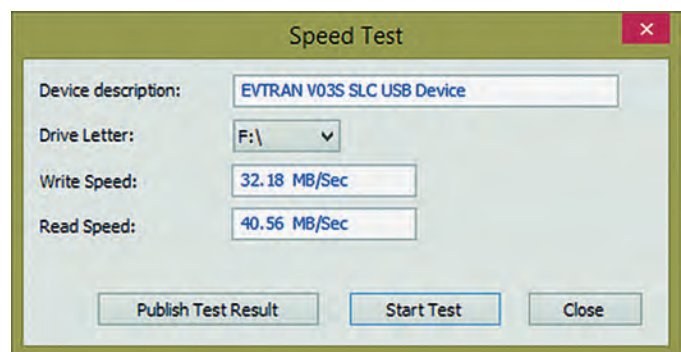 Speed Test
Device description: EVTRAN V03S SLC USB Device
Drive Letter: F:\
Write Speed: 32.18 MB/Sec
Read Speed: 40.56 MB/Sec
Publish Test Result Start Test Close